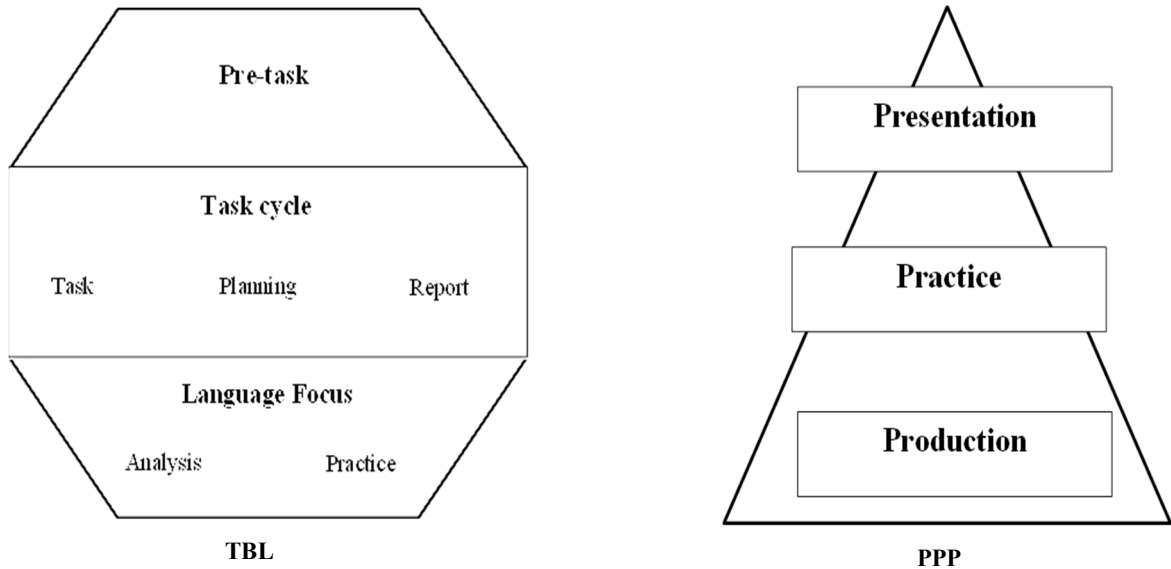 Pre-task
Task cycle
Task Planning Report
Language Focus
Analysis Practice
TBL
Presentation
Practice
Production
PPP